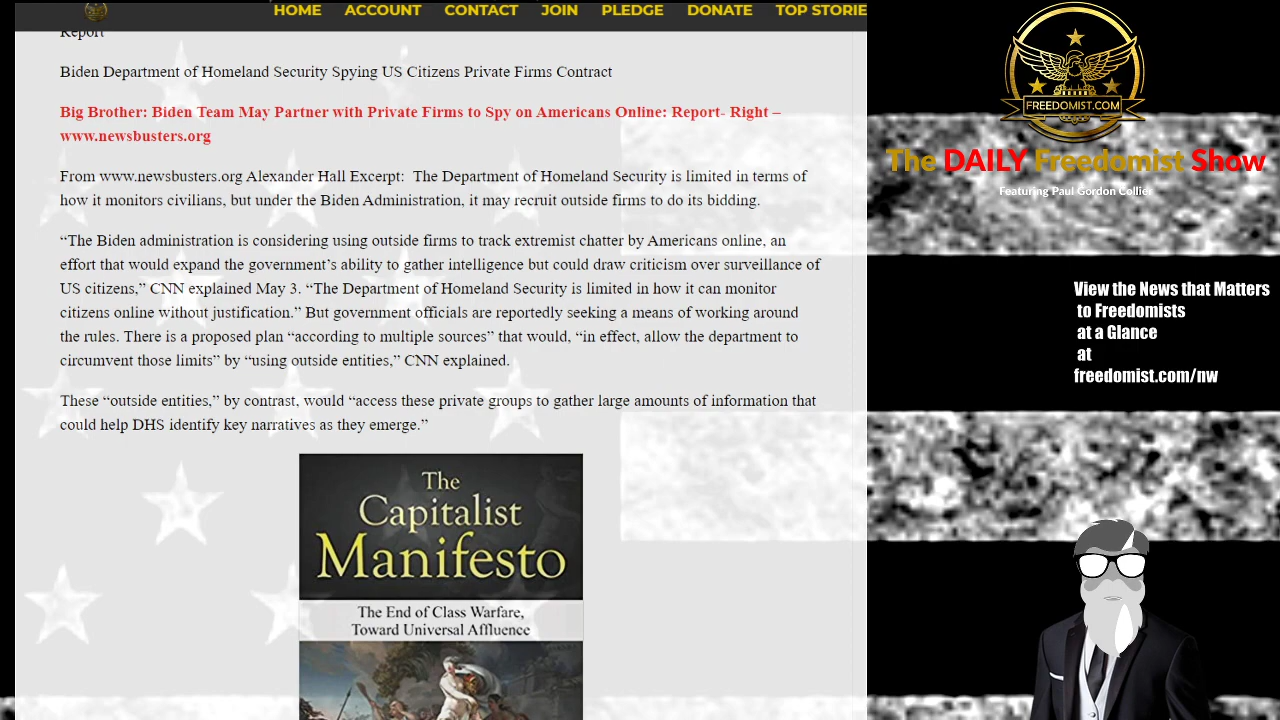 HOME ACCOUNT CONTACT JOIN PLEDGE DONATE TOP STORIE
Report
Biden Department of Homeland Security Spying US Citizens Private Firms Contract
Big Brother: Biden Team May Partner with Private Firms to Spy on Americans Online: Report- Right –
www.newsbusters.org
From www.newsbusters.org Alexander Hall Except:  The Department of Homeland Security is limited in terms of
how it monitors civilians, but under the Biden Administration, it may recruit outside firms to do its bidding.
“The Biden administration is considering using outside firms to track extremist chatter by Americans online, an
effort that would expand the government’s ability to gather intelligence but could draw criticism over surveillance of
US citizens,” CNN explained May 3. “The Department of Homeland Security is limited in how it can monitor
citizens online without justification.” But government officials are reportedly seeking a means of working around
the rules. There is a proposed plan “according to multiple sources” that would, “in effect, allow the department to
circumvent those limits” by “using outside entities,” CNN explained.
These “outside entities,” by contrast, would “access these private groups to gather large amounts of information that
could help DHS identify key narratives as they emerge.”
The
Capitalist
Manifesto
The End of Class Warfare,
Toward Universal Affluence
FREEDOMIST.COM
The DAILY Freedomist Show
Featuring Paul Gordon Collier
View the News that Matters
to Freedomists
at a Glance
at
freedomist.com/nw